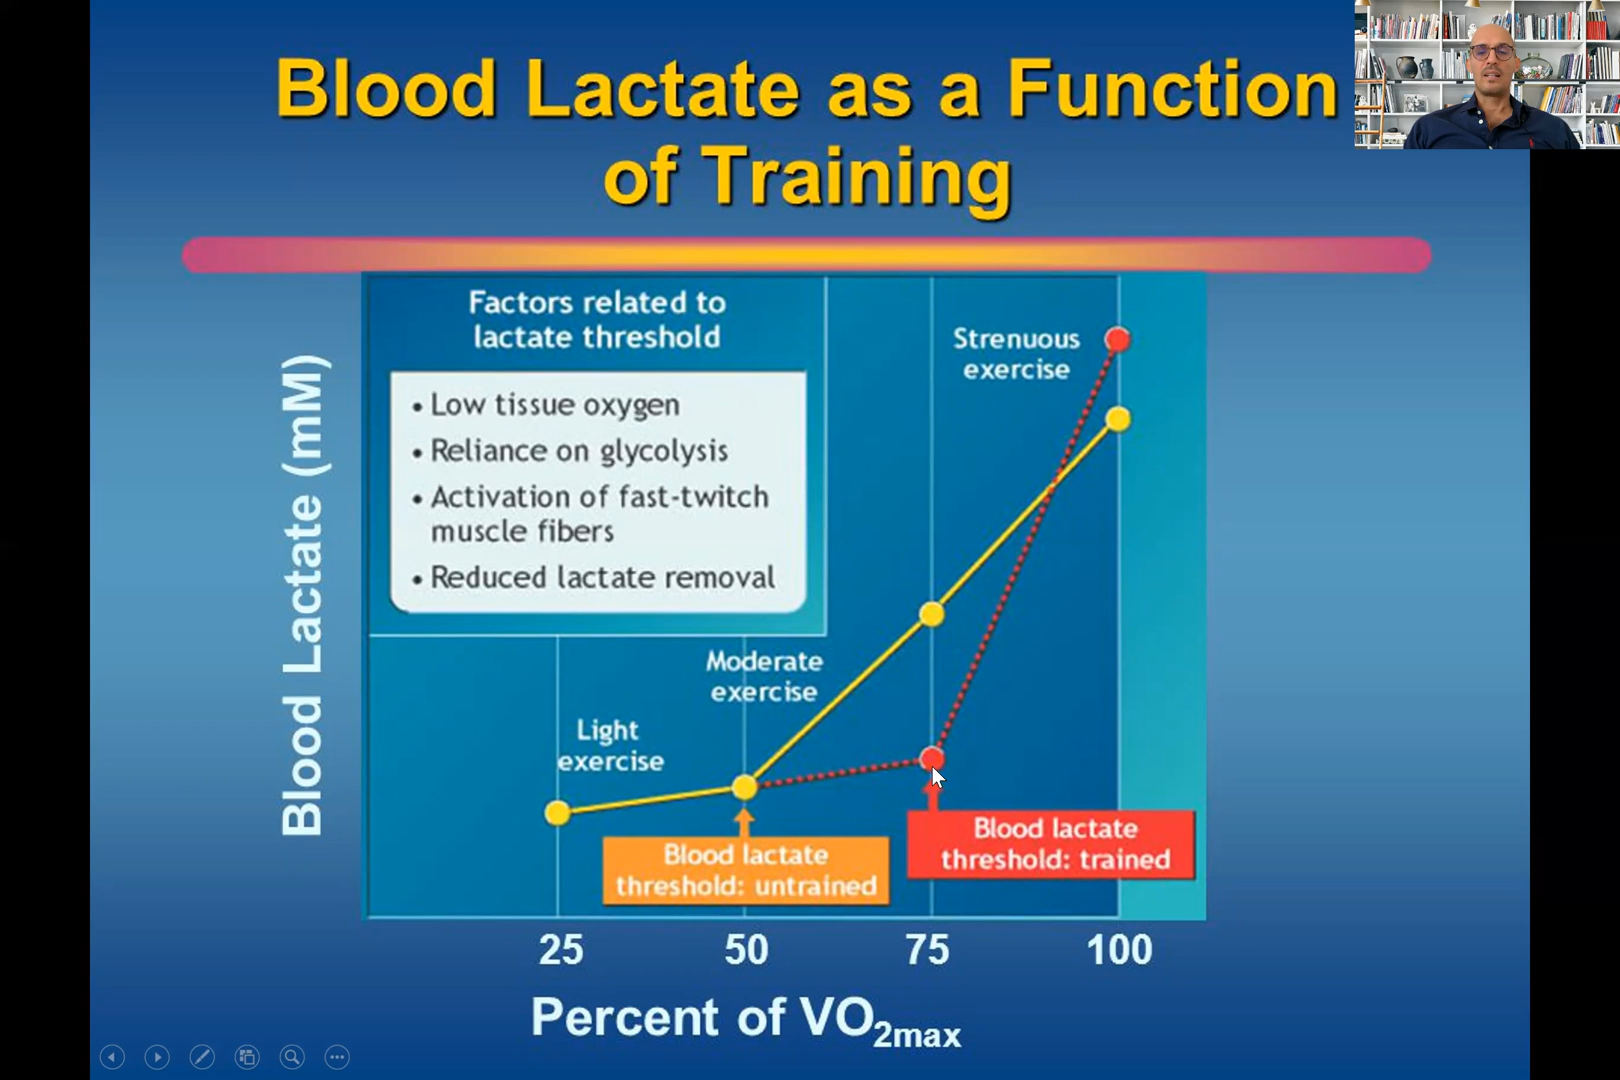 Blood Lactate as a Function
of Training
Blood Lactate (mM)
Factors related to
lactate threshold
• Low tissue oxygen
• Reliance on glycolysis
• Activation of fast-twitch
muscle fibers
• Reduced lactate removal
Strenuous
exercise
Moderate
exercise
Light
exercise
Blood lactate
threshold: untrained
Blood lactate
threshold: trained
25 50 75 100
Percent of VO2max